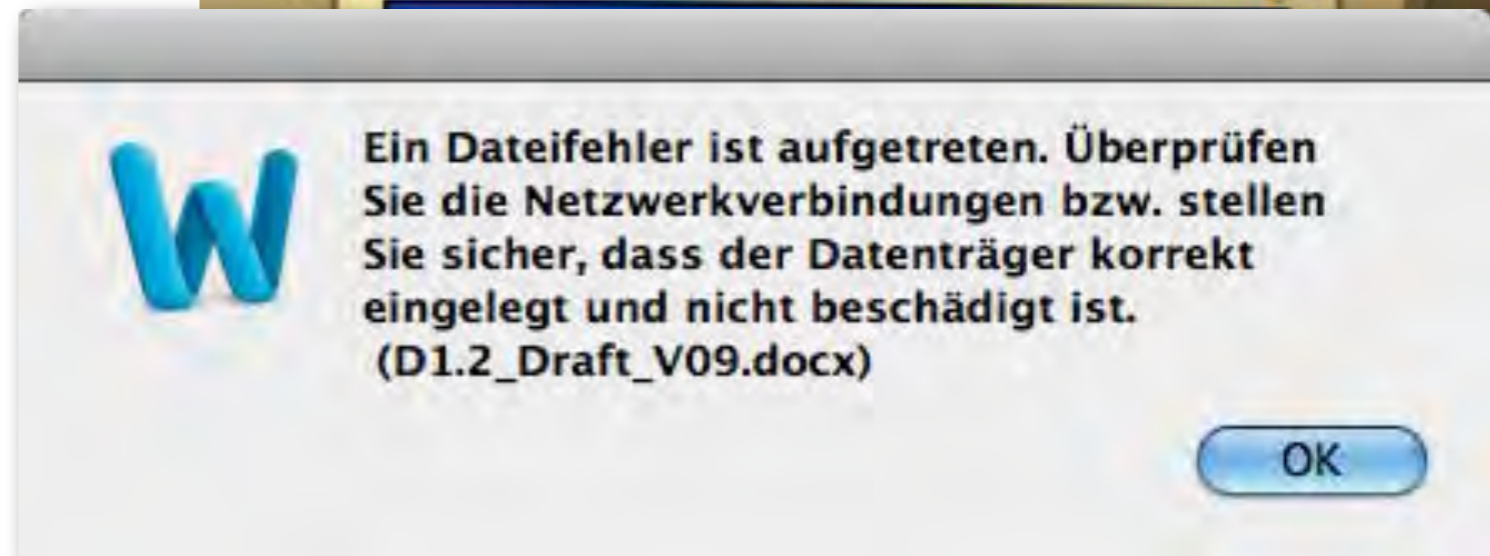 Ein Dateifehler ist aufgetreten. Überprüfen
Sie die Netzwerkverbindungen bzw. stellen
Sie sicher, dass der Datenträger korrekt
eingelegt und nicht beschädigt ist.
(D1.2_Draft_V09.docx)
OK